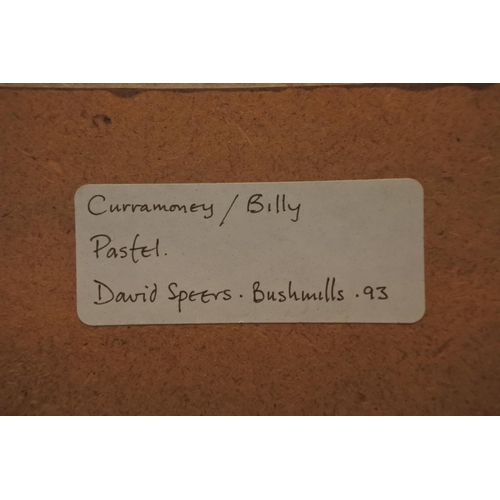 Curramoney / Billy
Pastel.
David Speers. Bushmills. 93